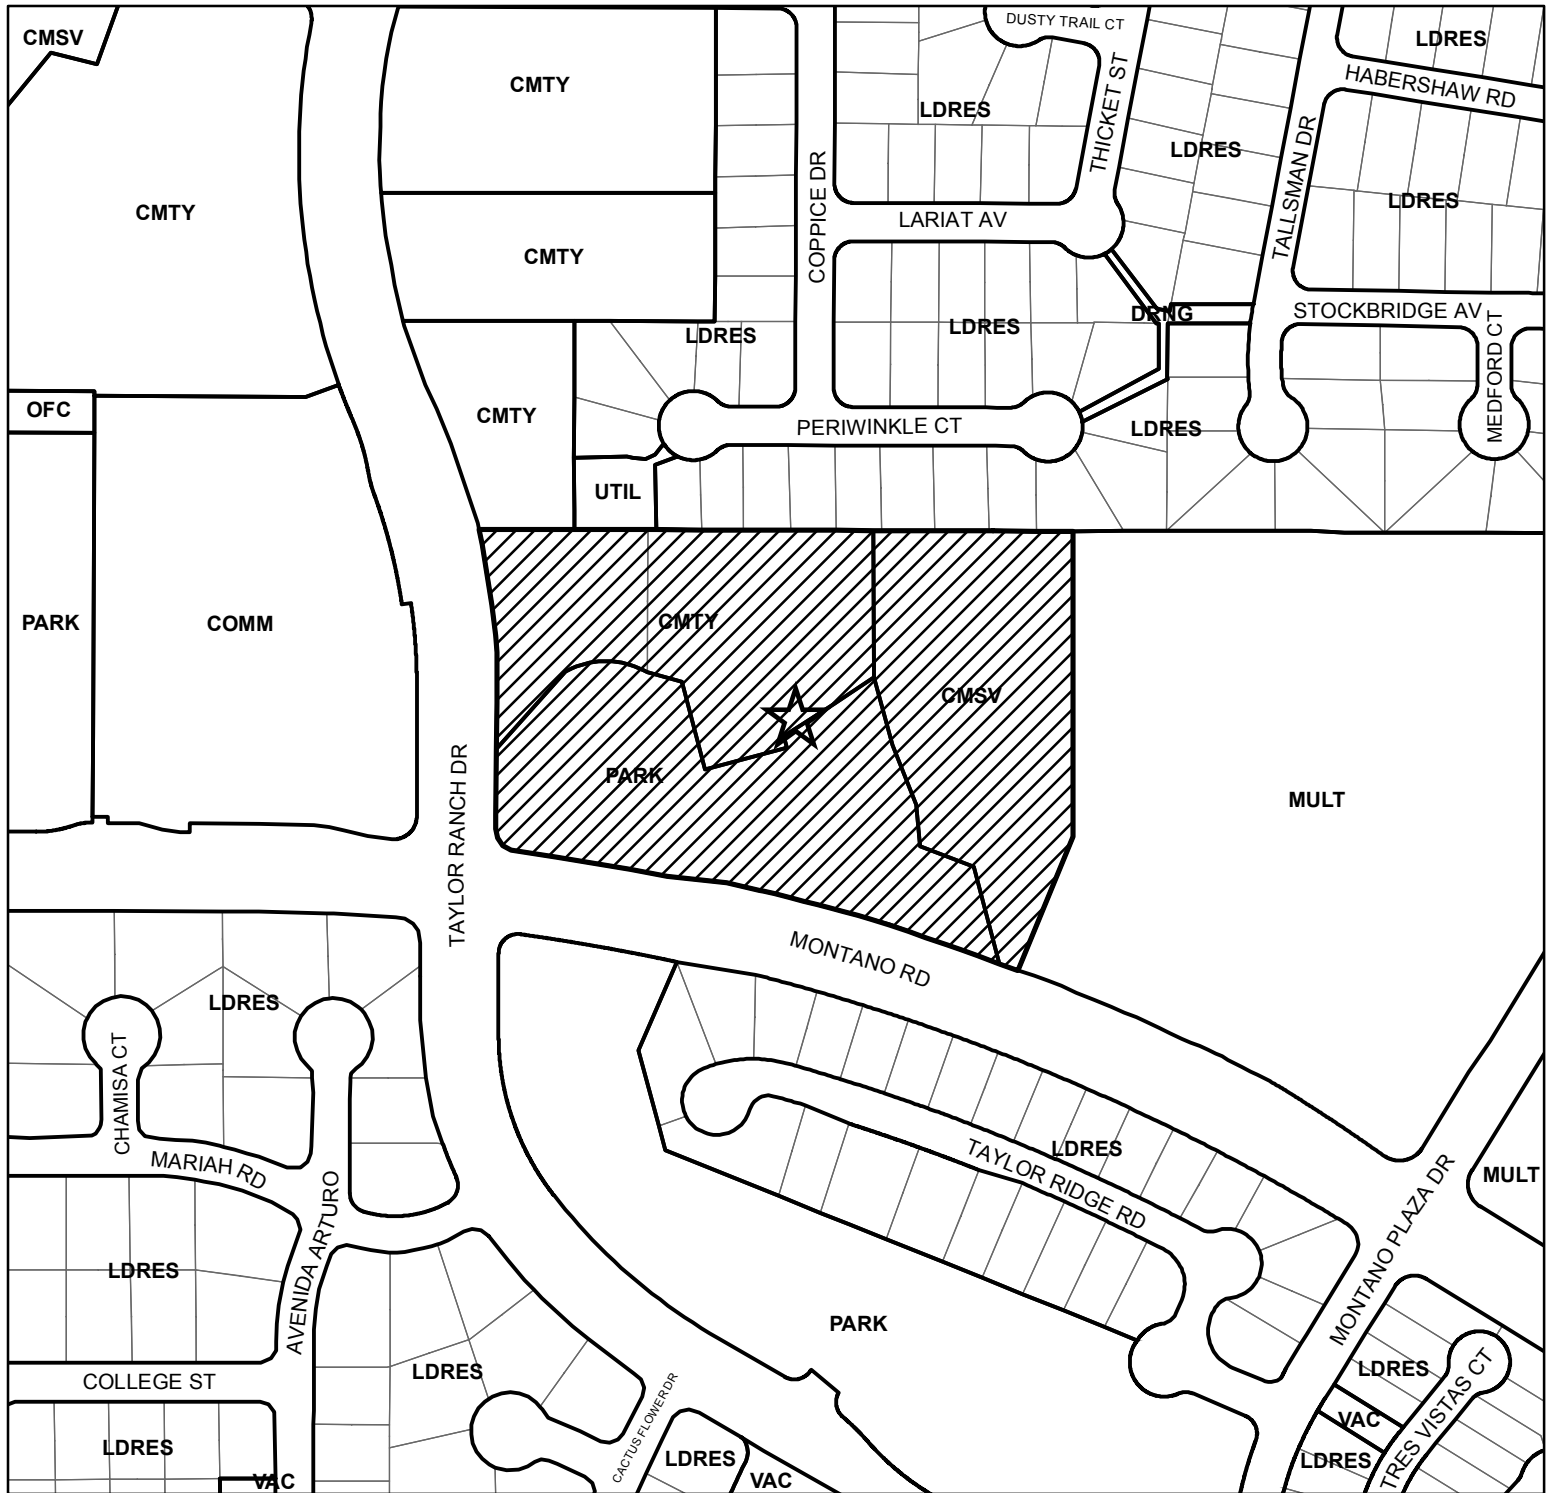 CMSV
DUSTY TRAIL CT
LDRES
HABERSHAW RD
CMTY
LDRES
THICKET ST
LDRES
TALLSMAN DR
LDRES
CMTY
COPPICE DR
LARIAT AV
CMTY
DRNG
STOCKBRIDGE AV
LDRES
LDRES
MEDFORD CT
OFC
CMTY
PERIWINKLE CT
LDRES
UTIL
PARK
COMM
CMTY
CMSV
PARK
MULT
TAYLOR RANCH DR
MONTANO RD
LDRES
CHAMISA CT
MARIAH RD
LDRES
TAYLOR RIDGE RD
MULT
AVENIDA ARTURO
LDRES
MONTANO PLAZA DR
PARK
COLLEGE ST
LDRES
LDRES
TRES VISTAS CT
CACTUS FLOWER DR
VAC
LDRES
LDRES
LDRES
VAC
VAC